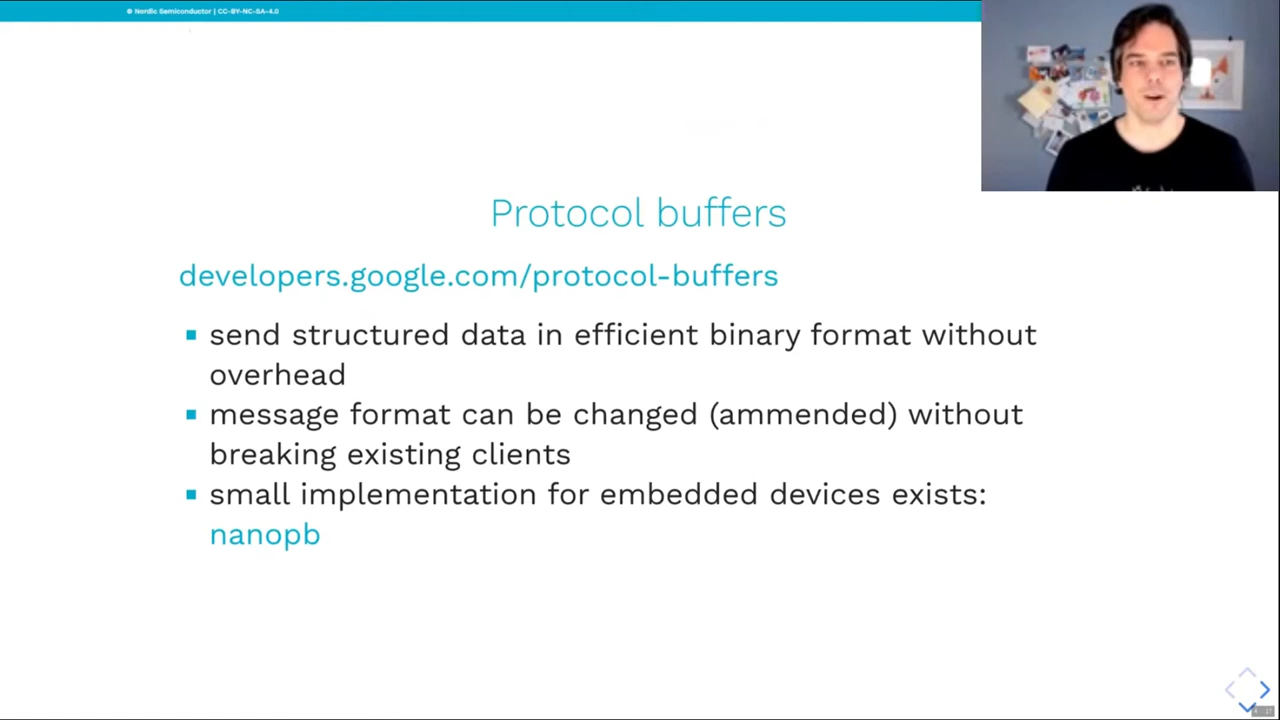 © Nordic Semiconductor | CC-BY-NC-SA-4.0
Protocol buffers
developers.google.com/protocol-buffers
send structured data in efficient binary format without
overhead
message format can be changed (ammended) without
breaking existing clients
small implementation for embedded devices exists:
nanopb